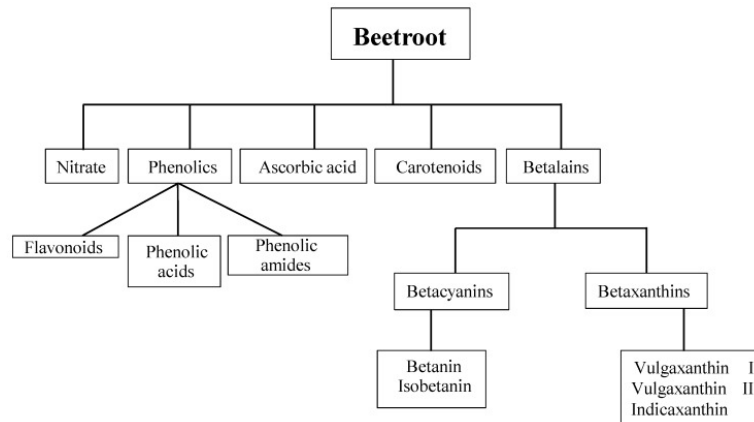 Beetroot
Nitrate
Phenolics
Ascorbic acid
Carotenoids
Betalains
Flavonoids
Phenolic
acids
Phenolic
amides
Betacyanins
Betaxanthins
Betanin
Isobetanin
Vulgaxanthin I
Vulgaxanthin II
Indicaxanthin